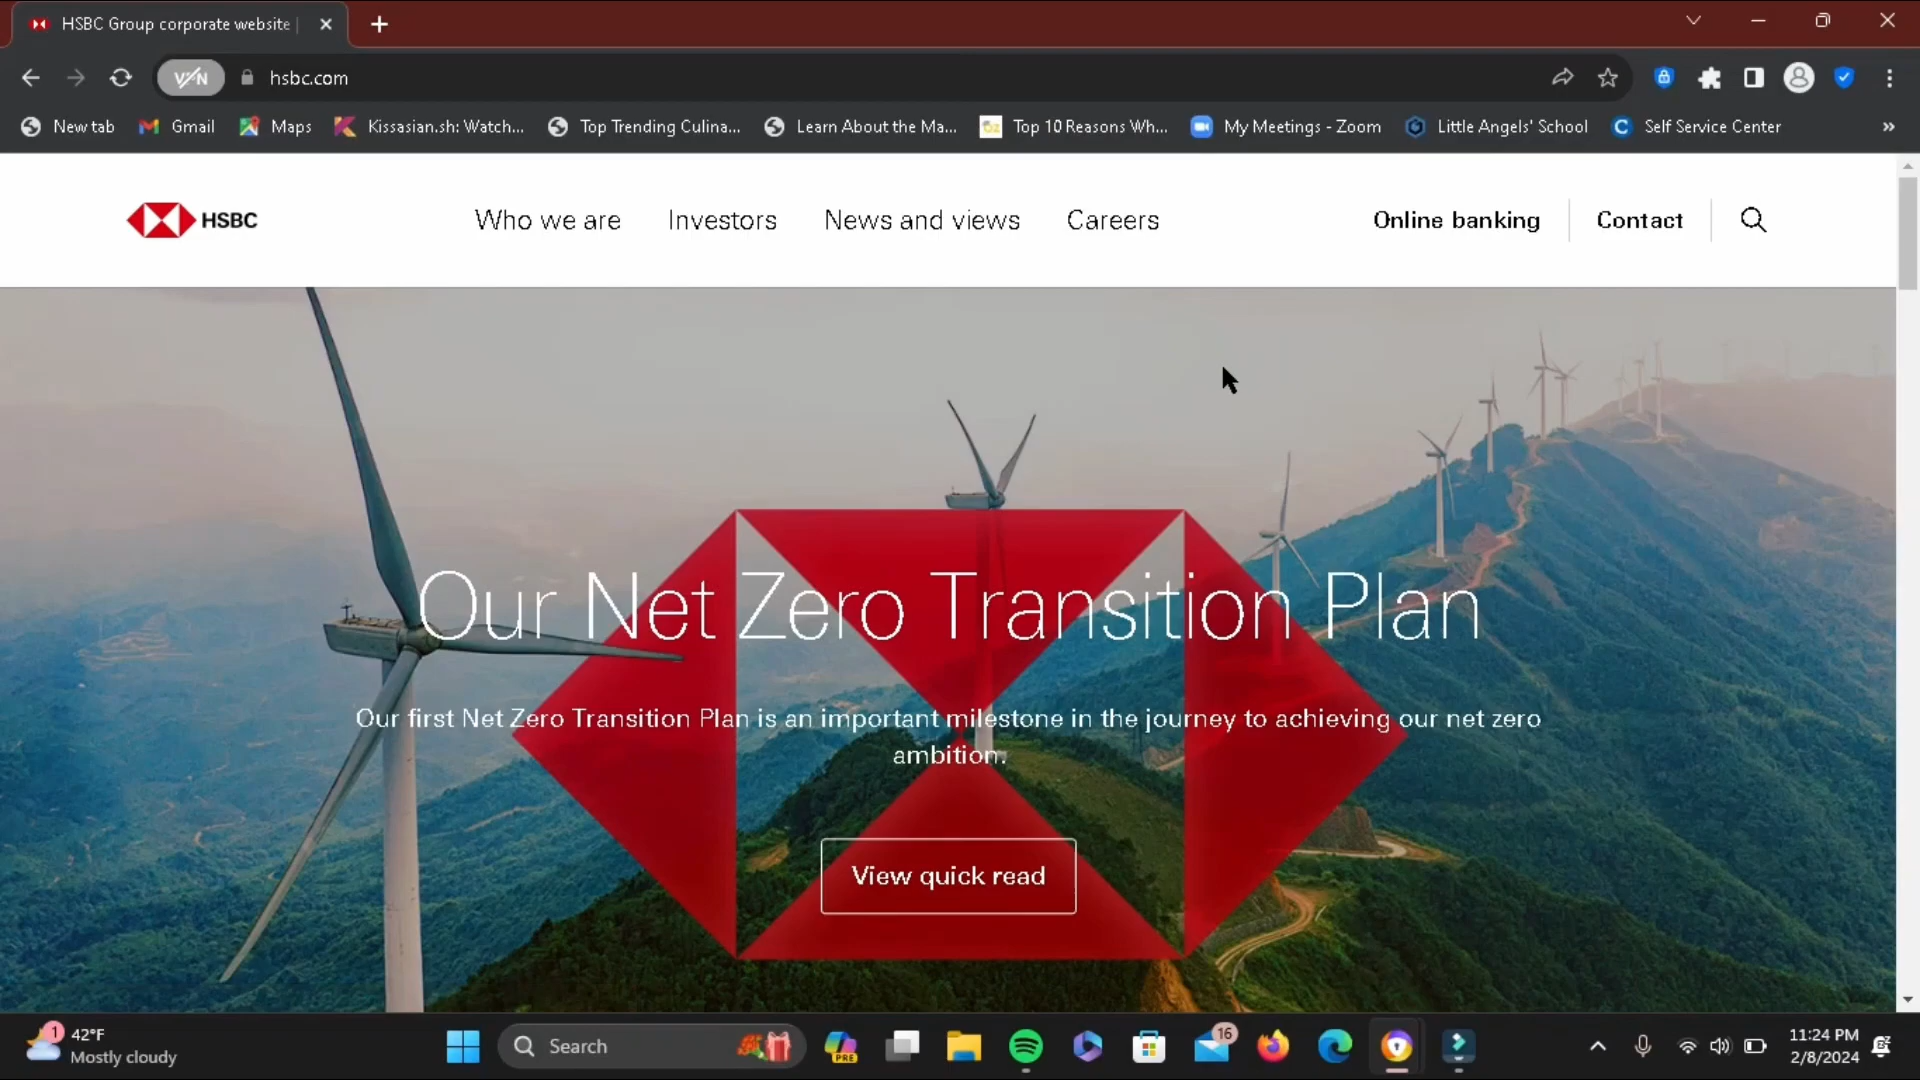 HSBC Group corporate website |
VPN
hsbc.com
New tab
Gmail
Maps
Kissasian.sh: Watch...
Top Trending Culina...
Learn About the Ma...
Top 10 Reasons Wh...
My Meetings - Zoom
Little Angels' School
Self Service Center
»
HSBC
Who we are
Investors
News and views
Careers
Online banking
Contact
Our Net Zero Transition Plan
Our first Net Zero Transition Plan is an important milestone in the journey to achieving our net zero
ambition.
View quick read
1
42°F
Mostly cloudy
Search
PRE
16
11:24 PM
2/8/2024